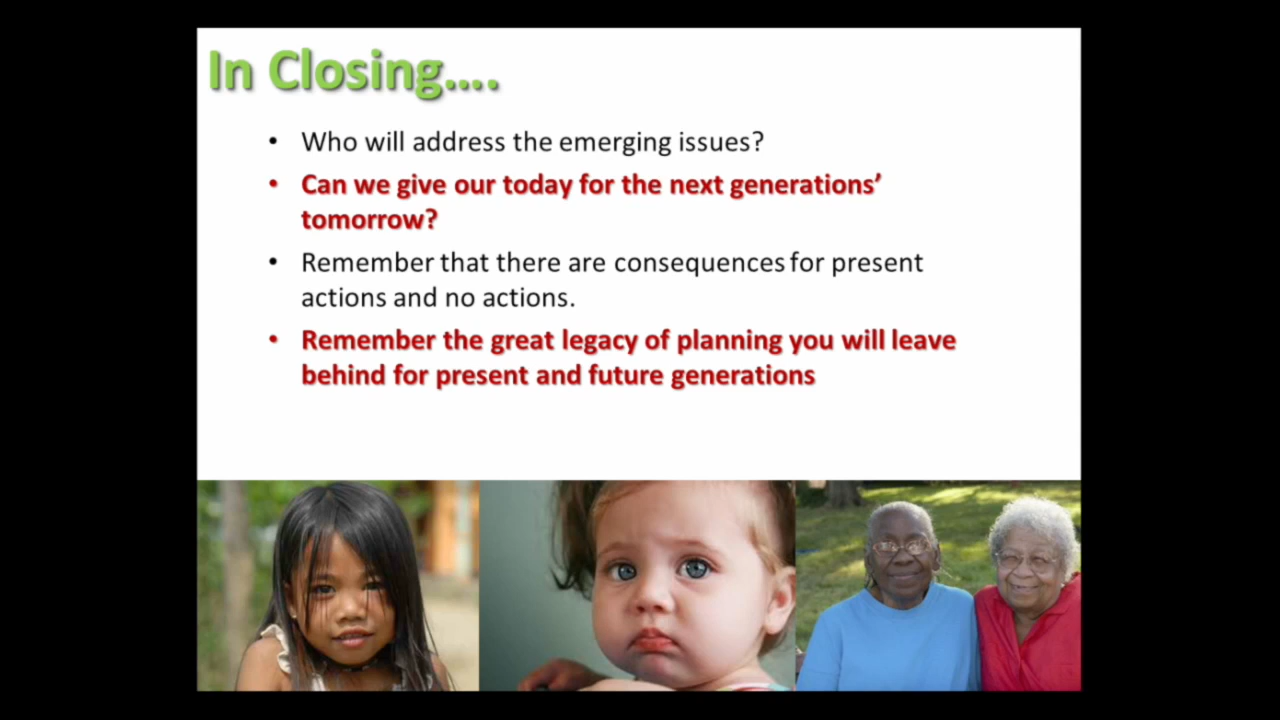 In Closing....
• Who will address the emerging issues?
• Can we give our today for the next generations’
tomorrow?
• Remember that there are consequences for present
actions and no actions.
• Remember the great legacy of planning you will leave
behind for present and future generations